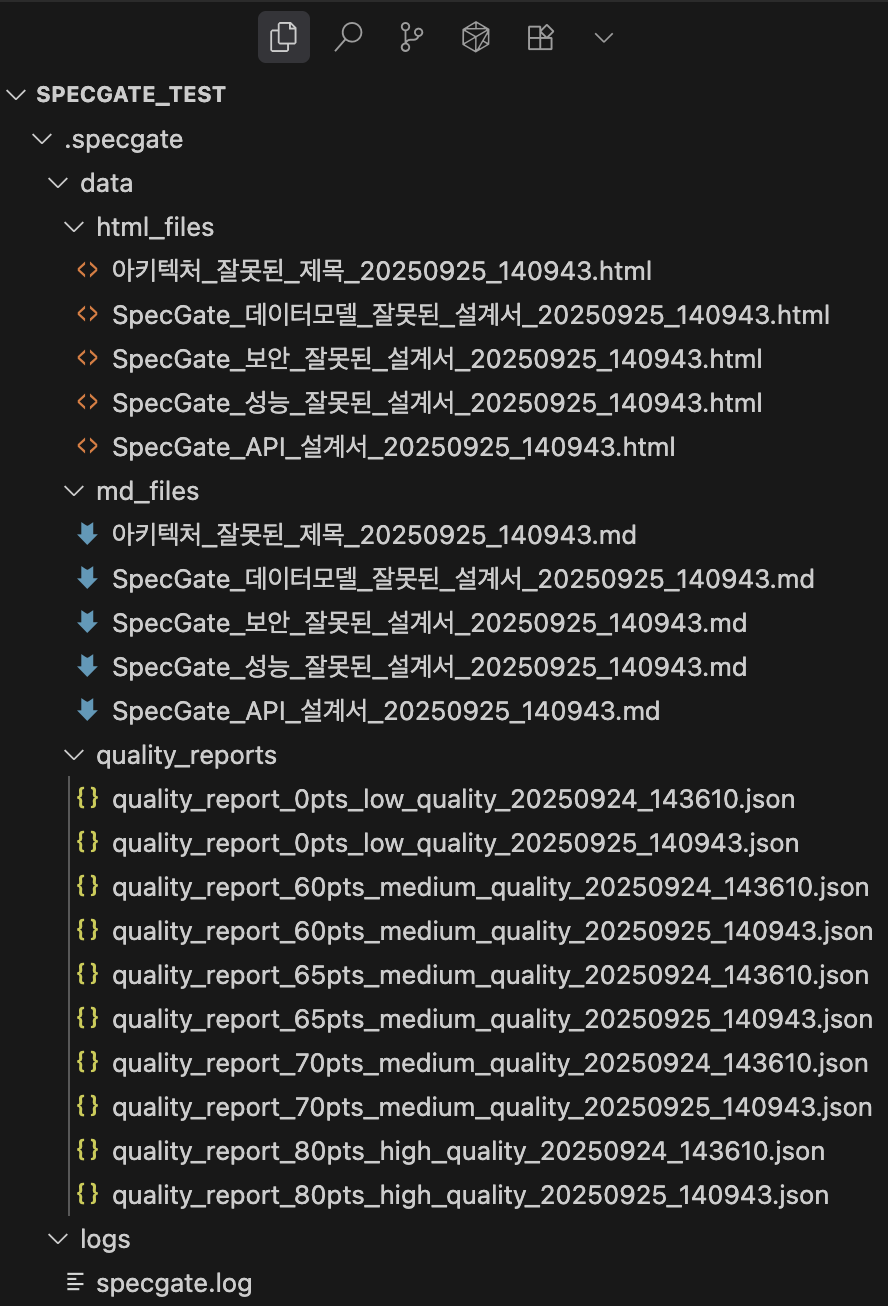 SPECGATE_TEST
.specgate
data
html_files
아키텍처_잘못된_제목_20250925_140943.html
SpecGate_데이터모델_잘못된_설계서_20250925_140943.html
SpecGate_보안_잘못된_설계서_20250925_140943.html
SpecGate_성능_잘못된_설계서_20250925_140943.html
SpecGate_API_설계서_20250925_140943.html
md_files
아키텍처_잘못된_제목_20250925_140943.md
SpecGate_데이터모델_잘못된_설계서_20250925_140943.md
SpecGate_보안_잘못된_설계서_20250925_140943.md
SpecGate_성능_잘못된_설계서_20250925_140943.md
SpecGate_API_설계서_20250925_140943.md
quality_reports
quality_report_0pts_low_quality_20250924_143610.json
quality_report_0pts_low_quality_20250925_140943.json
quality_report_60pts_medium_quality_20250924_143610.json
quality_report_60pts_medium_quality_20250925_140943.json
quality_report_65pts_medium_quality_20250924_143610.json
quality_report_65pts_medium_quality_20250925_140943.json
quality_report_70pts_medium_quality_20250924_143610.json
quality_report_70pts_medium_quality_20250925_140943.json
quality_report_80pts_high_quality_20250924_143610.json
quality_report_80pts_high_quality_20250925_140943.json
logs
specgate.log